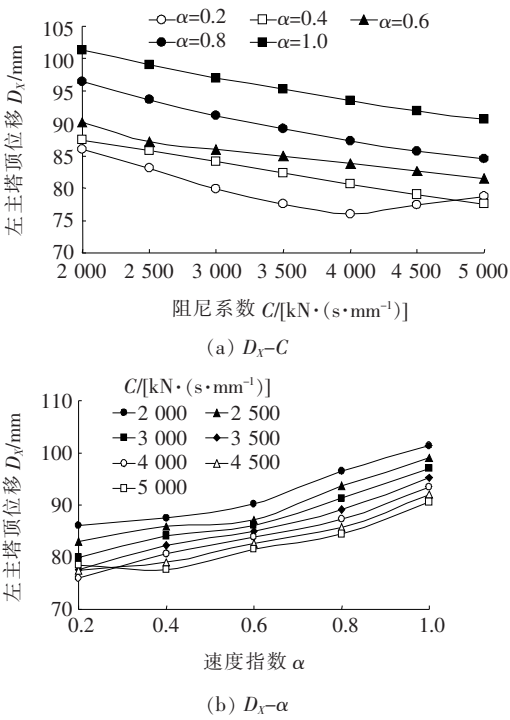 α=0.2 α=0.4 α=0.6
α=0.8 α=1.0
105
100
95
90
85
80
75
70
左主塔顶位移 Dₓ/mm
2 000 2 500 3 000 3 500 4 000 4 500 5 000
阻尼系数 C/[kN·(s·mm⁻¹)]
(a) Dₓ–C
C/[kN·(s·mm⁻¹)]
2 000 2 500
3 000 3 500
4 000 4 500
5 000
110
100
90
80
70
左主塔顶位移 Dₓ/mm
0.2 0.4 0.6 0.8 1.0
速度指数 α
(b) Dₓ–α